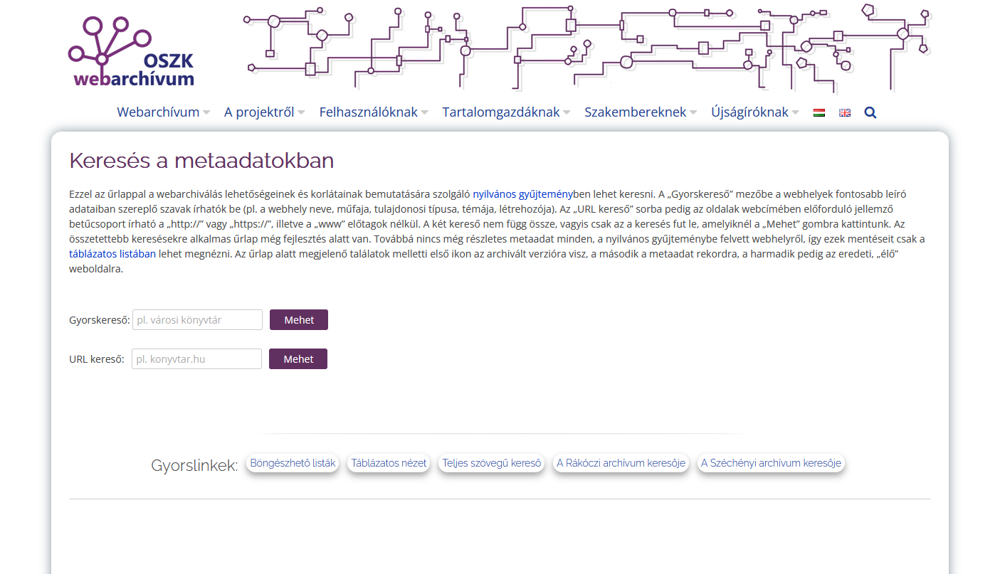 OSZK
webarchívum
Webarchívum A projektről Felhasználóknak Tartalomgazdáknak Szakembereknek Újságíróknak
Keresés a metaadatokban
Ezzel az űrlappal a webarchiválás lehetőségeinek és korlátainak bemutatására szolgáló nyilvános gyűjteményben lehet keresni. A „Gyorskereső” mezőbe a webhelyek fontosabb leíró
adataiban szereplő szavak írhatók be (pl. a webhely neve, műfaja, tulajdonosi típusa, témája, létrehozója). Az „URL kereső” sorba pedig az oldalak webcímében előforduló jellemző
betűcsoport írható a „http://” vagy „https://”, illetve a „www” előtagok nélkül. A két kereső nem függ össze, vagyis csak az a keresés fut le, amelyiknél a „Mehet” gombra kattintunk. Az
összetettebb keresésekre alkalmas űrlap még fejlesztés alatt van. Továbbá nincs még részletes metaadat minden, a nyilvános gyűjteménybe felvett webhelyről, így ezek mentéseit csak a
táblázatos listában lehet megnézni. Az űrlap alatt megjelenő találatok melletti első ikon az archivált verzióra visz, a második a metaadat rekordra, a harmadik pedig az eredeti, „élő”
weboldalra.
Gyorskereső: pl. városi könyvtár Mehet
URL kereső: pl. konyvtar.hu Mehet
Gyorslinkek: Böngészhető listák Táblázatos nézet Teljes szövegű kereső A Rákóczi archívum keresője A Széchényi archívum keresője